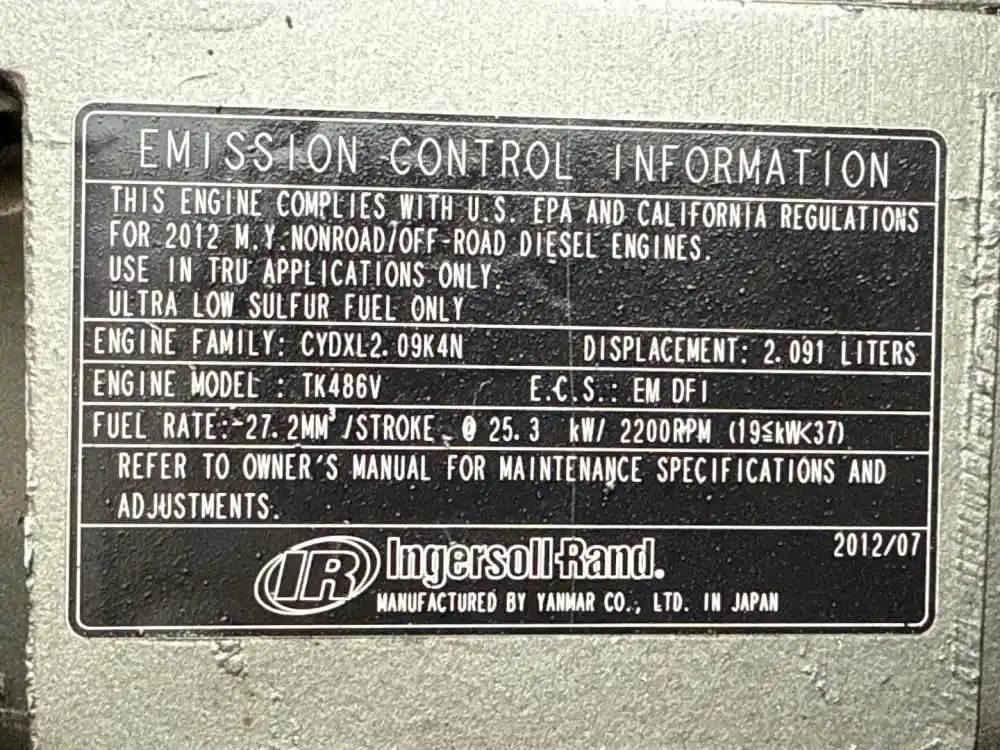 EMISSION CONTROL INFORMATION
THIS ENGINE COMPLIES WITH U.S. EPA AND CALIFORNIA REGULATIONS
FOR 2012 M.Y.NONROAD/OFF-ROAD DIESEL ENGINES.
USE IN TRU APPLICATIONS ONLY.
ULTRA LOW SULFUR FUEL ONLY
ENGINE FAMILY: CYDXL2.09K4N DISPLACEMENT: 2.091 LITERS
ENGINE MODEL: TK486V E.C.S.: EM DFI
FUEL RATE: 27.2MM³/STROKE @ 25.3 kW/ 2200RPM (19≦kW<37)
REFER TO OWNER'S MANUAL FOR MAINTENANCE SPECIFICATIONS AND
ADJUSTMENTS.
2012/07
IR Ingersoll-Rand.
MANUFACTURED BY YANMAR CO., LTD. IN JAPAN